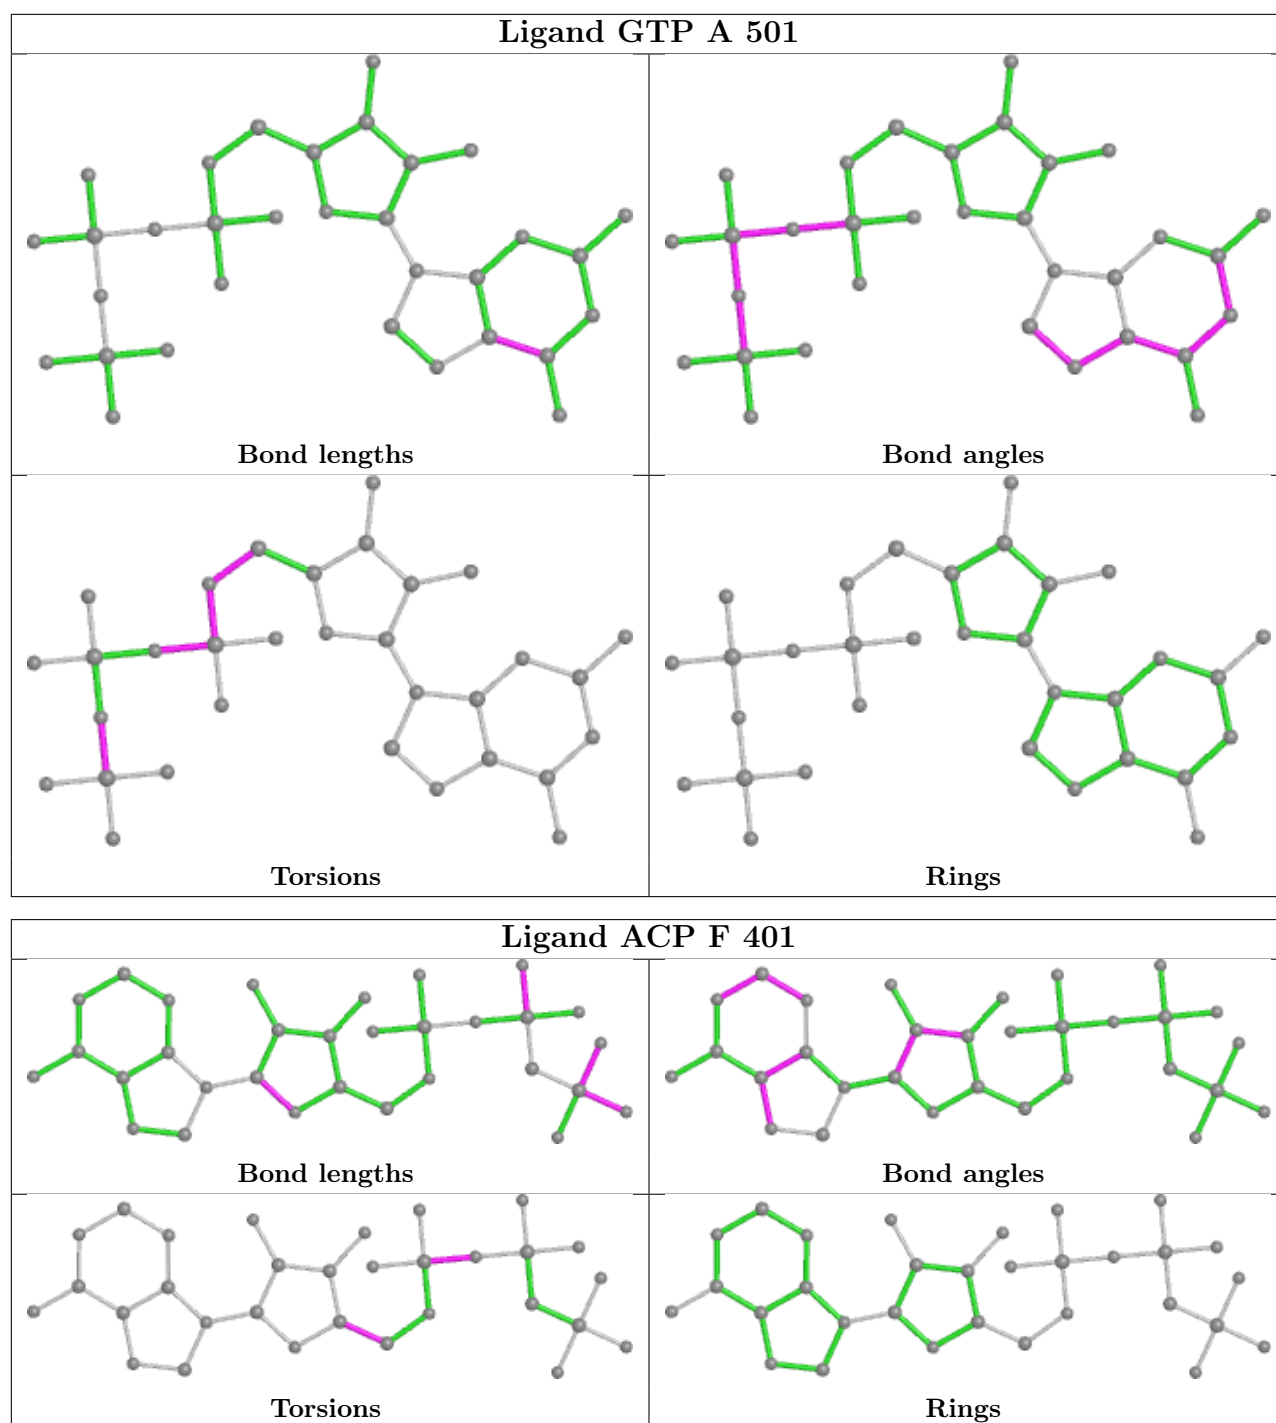 Ligand GTP A 501
Bond lengths
Bond angles
Torsions
Rings
Ligand ACP F 401
Bond lengths
Bond angles
Torsions
Rings